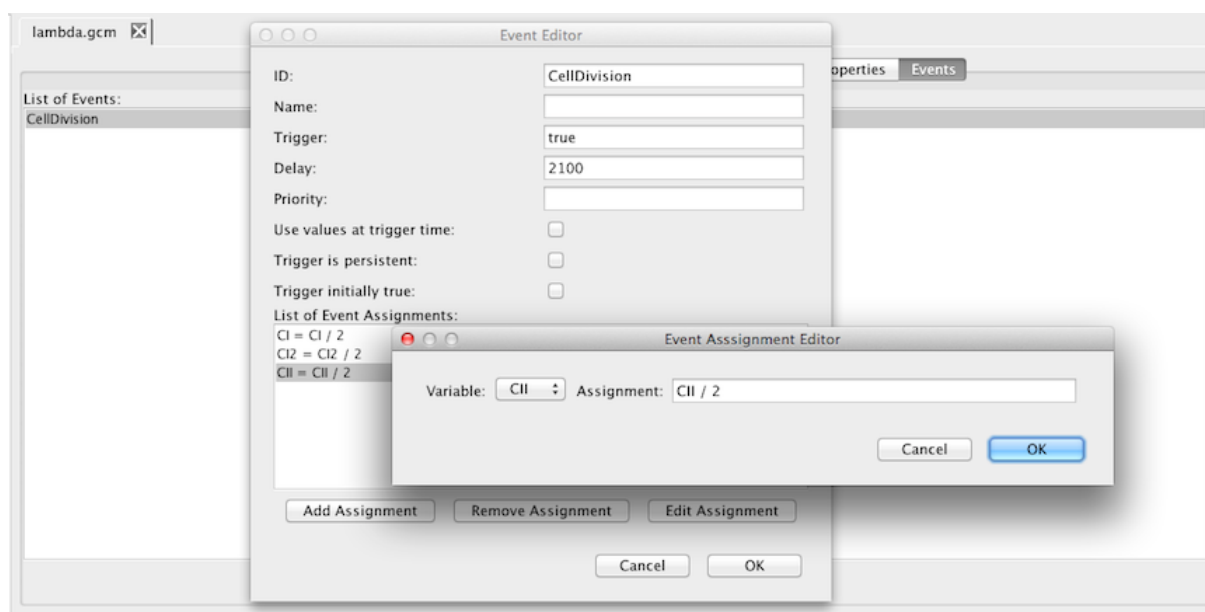 lambda.gcm
Event Editor
operties Events
List of Events:
CellDivision
ID: CellDivision
Name:
Trigger: true
Delay: 2100
Priority:
Use values at trigger time:
Trigger is persistent:
Trigger initially true:
List of Event Assignments:
CI = CI / 2
CI2 = CI2 / 2
CII = CII / 2
Event Asssignment Editor
Variable: CII Assignment: CII / 2
Cancel OK
Add Assignment Remove Assignment Edit Assignment
Cancel OK